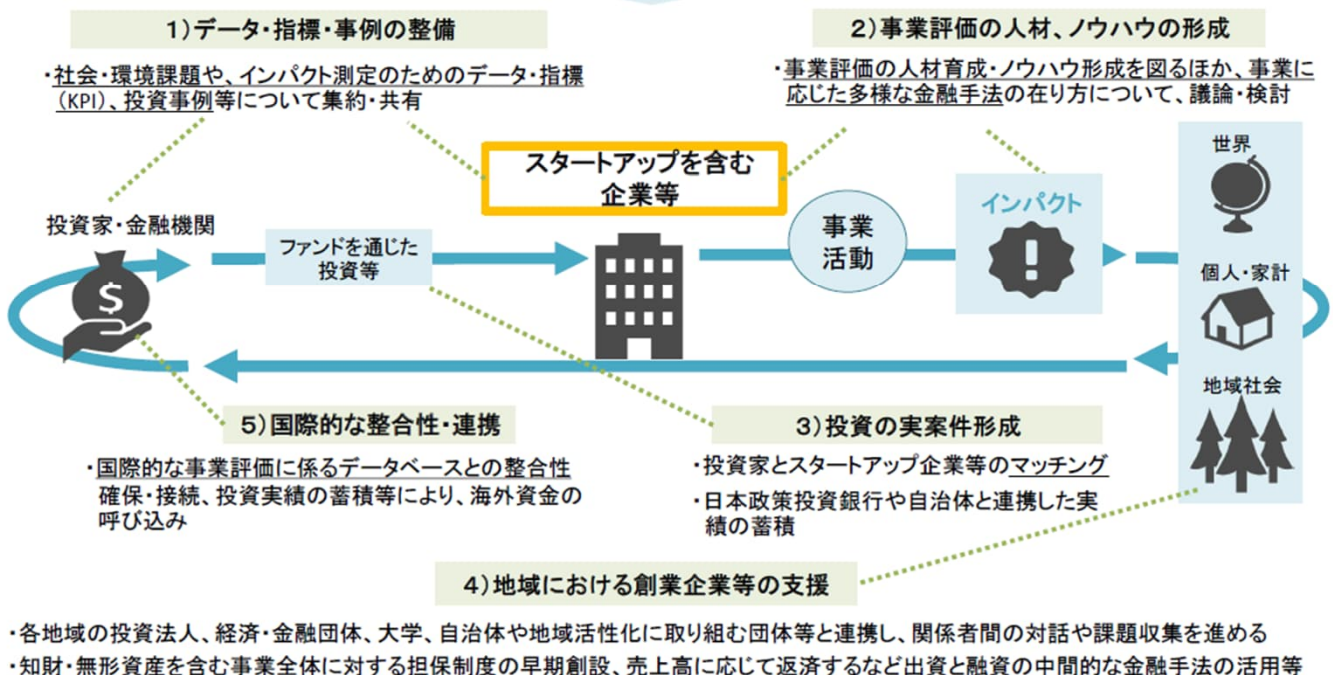 1)データ・指標・事例の整備
・社会・環境課題や、インパクト測定のためのデータ・指標
(KPI)、投資事例等について集約・共有
2)事業評価の人材、ノウハウの形成
・事業評価の人材育成・ノウハウ形成を図るほか、事業に
応じた多様な金融手法の在り方について、議論・検討
スタートアップを含む
企業等
投資家・金融機関
$
ファンドを通じた
投資等
事業
活動
インパクト
!
世界
個人・家計
地域社会
5)国際的な整合性・連携
・国際的な事業評価に係るデータベースとの整合性
確保・接続、投資実績の蓄積等により、海外資金の
呼び込み
3)投資の実案件形成
・投資家とスタートアップ企業等のマッチング
・日本政策投資銀行や自治体と連携した実
績の蓄積
4)地域における創業企業等の支援
・各地域の投資法人、経済・金融団体、大学、自治体や地域活性化に取り組む団体等と連携し、関係者間の対話や課題収集を進める
・知財・無形資産を含む事業全体に対する担保制度の早期創設、売上高に応じて返済するなど出資と融資の中間的な金融手法の活用等